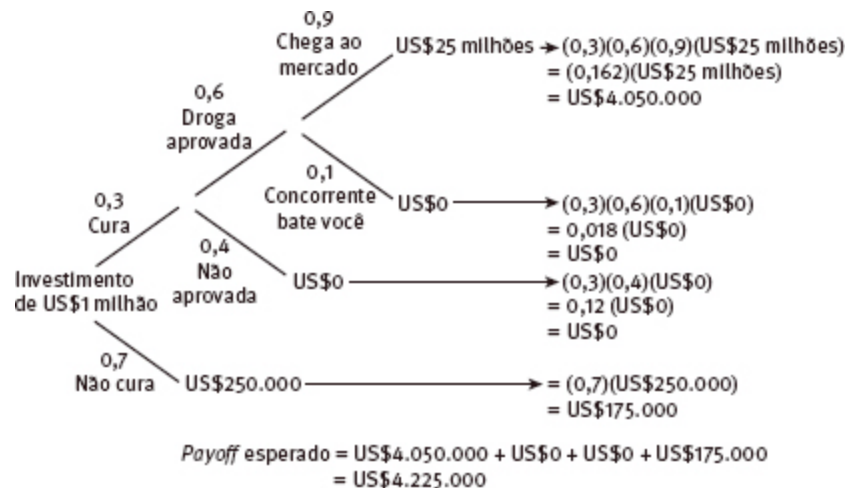 0,9
Chega ao
mercado
US$25 milhões
(0,3)(0,6)(0,9)(US$25 milhões)
= (0,162)(US$25 milhões)
= US$4.050.000
0,6
Droga
aprovada
0,1
Concorrente
bate você
US$0
(0,3)(0,6)(0,1)(US$0)
= 0,018 (US$0)
= US$0
0,3
Cura
0,4
Não
aprovada
US$0
(0,3)(0,4)(US$0)
= 0,12 (US$0)
= US$0
Investimento
de US$1 milhão
0,7
Não cura
US$250.000
= (0,7)(US$250.000)
= US$175.000
Payoff esperado = US$4.050.000 + US$0 + US$0 + US$175.000
= US$4.225.000